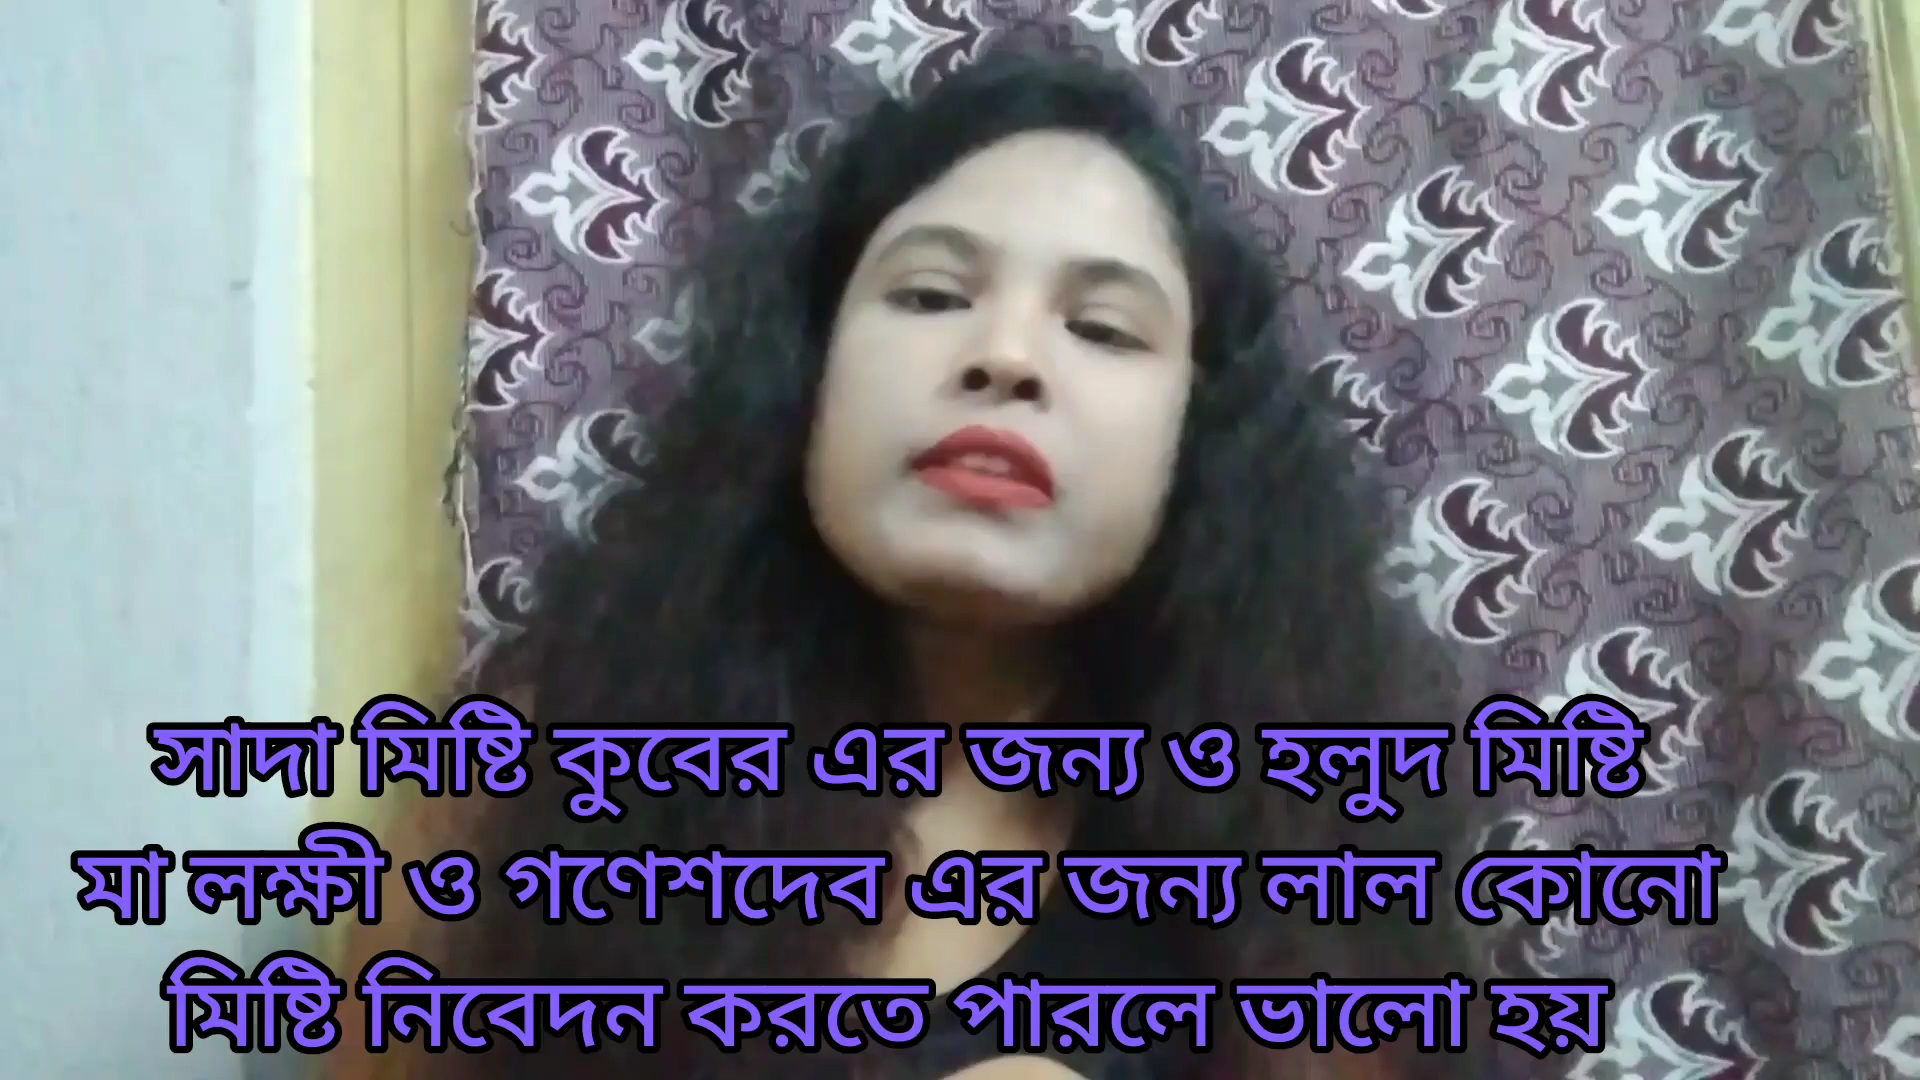 সাদা মিষ্টি কুবের এর জন্য ও হলুদ মিষ্টি
মা লক্ষী ও গণেশদেব এর জন্য লাল কোনো
মিষ্টি নিবেদন করতে পারলে ভালো হয়